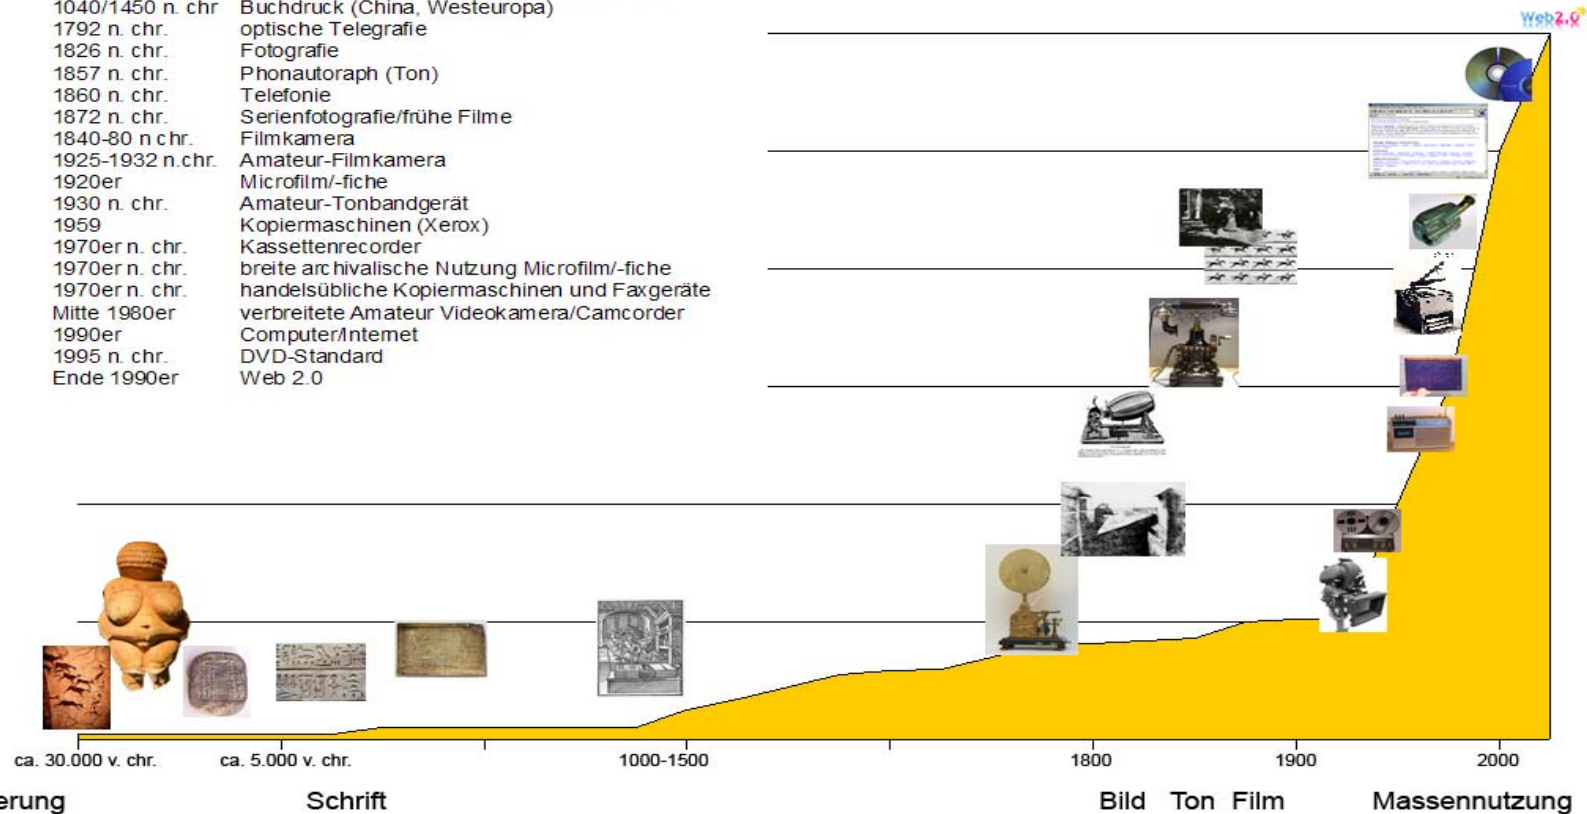 1040/1450 n. chr Buchdruck (China, Westeuropa)
1792 n. chr. optische Telegrafie
1826 n. chr. Fotografie
1857 n. chr. Phonautoraph (Ton)
1860 n. chr. Telefonie
1872 n. chr. Serienfotografie/frühe Filme
1840-80 n chr. Filmkamera
1925-1932 n.chr. Amateur-Filmkamera
1920er Microfilm/-fiche
1930 n. chr. Amateur-Tonbandgerät
1959 Kopiermaschinen (Xerox)
1970er n. chr. Kassettenrecorder
1970er n. chr. breite archivalische Nutzung Microfilm/-fiche
1970er n. chr. handelsübliche Kopiermaschinen und Faxgeräte
Mitte 1980er verbreitete Amateur Videokamera/Camcorder
1990er Computer/Internet
1995 n. chr. DVD-Standard
Ende 1990er Web 2.0
Web2.0
ca. 30.000 v. chr. ca. 5.000 v. chr. 1000-1500 1800 1900 2000
erung Schrift Bild Ton Film Massennutzung